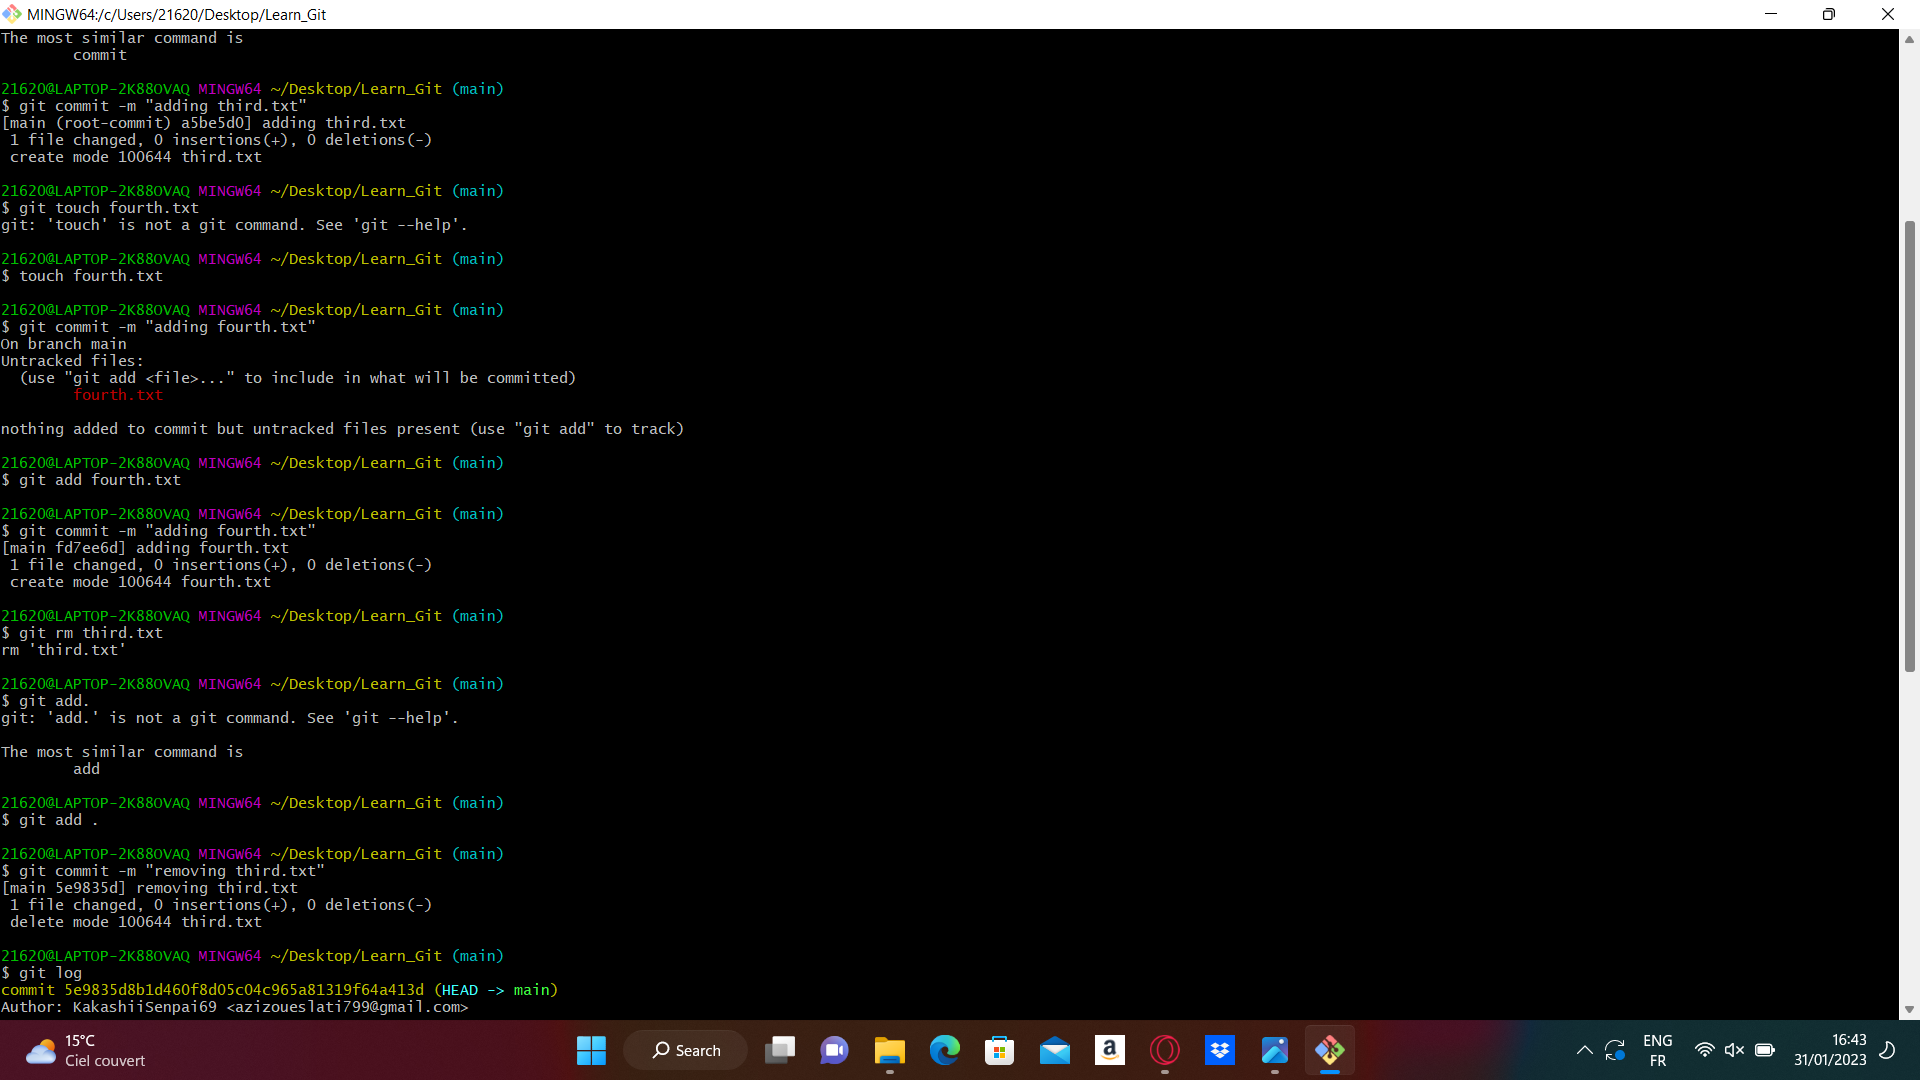 MINGW64:/c/Users/21620/Desktop/Learn_Git
The most similar command is
        commit
21620@LAPTOP-2K88OVAQ MINGW64 ~/Desktop/Learn_Git (main)
$ git commit -m "adding third.txt"
[main (root-commit) a5be5d0] adding third.txt
 1 file changed, 0 insertions(+), 0 deletions(-)
 create mode 100644 third.txt
21620@LAPTOP-2K88OVAQ MINGW64 ~/Desktop/Learn_Git (main)
$ git touch fourth.txt
git: 'touch' is not a git command. See 'git --help'.
21620@LAPTOP-2K88OVAQ MINGW64 ~/Desktop/Learn_Git (main)
$ touch fourth.txt
21620@LAPTOP-2K88OVAQ MINGW64 ~/Desktop/Learn_Git (main)
$ git commit -m "adding fourth.txt"
On branch main
Untracked files:
  (use "git add <file>..." to include in what will be committed)
        fourth.txt
nothing added to commit but untracked files present (use "git add" to track)
21620@LAPTOP-2K88OVAQ MINGW64 ~/Desktop/Learn_Git (main)
$ git add fourth.txt
21620@LAPTOP-2K88OVAQ MINGW64 ~/Desktop/Learn_Git (main)
$ git commit -m "adding fourth.txt"
[main fd7ee6d] adding fourth.txt
 1 file changed, 0 insertions(+), 0 deletions(-)
 create mode 100644 fourth.txt
21620@LAPTOP-2K88OVAQ MINGW64 ~/Desktop/Learn_Git (main)
$ git rm third.txt
rm 'third.txt'
21620@LAPTOP-2K88OVAQ MINGW64 ~/Desktop/Learn_Git (main)
$ git add.
git: 'add.' is not a git command. See 'git --help'.
The most similar command is
        add
21620@LAPTOP-2K88OVAQ MINGW64 ~/Desktop/Learn_Git (main)
$ git add .
21620@LAPTOP-2K88OVAQ MINGW64 ~/Desktop/Learn_Git (main)
$ git commit -m "removing third.txt"
[main 5e9835d] removing third.txt
 1 file changed, 0 insertions(+), 0 deletions(-)
 delete mode 100644 third.txt
21620@LAPTOP-2K88OVAQ MINGW64 ~/Desktop/Learn_Git (main)
$ git log
commit 5e9835d8b1d460f8d05c04c965a81319f64a413d (HEAD -> main)
Author: KakashiiSenpai69 <azizoueslati799@gmail.com>
15°C
Ciel couvert
Search
a
ENG
FR
16:43
31/01/2023